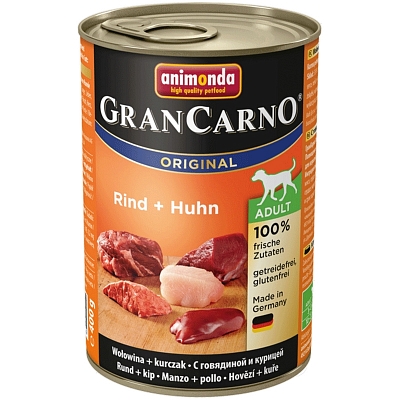 animonda
high quality petfood
GRANCARNO®
ORIGINAL
Rind + Huhn
ADULT
100%
frische
Zutaten
getreidefrei,
glutenfrei
Made in
Germany
400g
Wołowina + kurczak • С говядиной и курицей
Rund + kip • Manzo + pollo • Hovězí + kuře